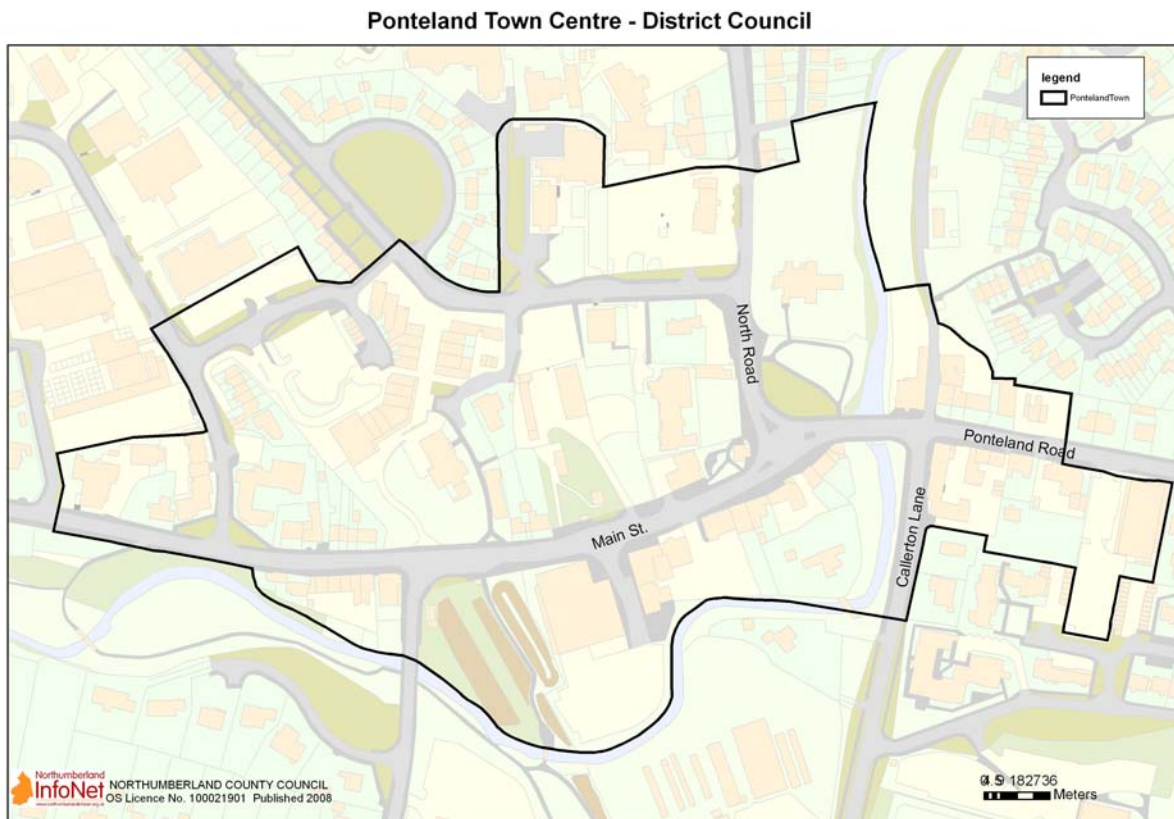 Ponteland Town Centre - District Council
legend
PontelandTown
North Road
Ponteland Road
Main St.
Callerton Lane
Northumberland
InfoNet
NORTHUMBERLAND COUNTY COUNCIL
OS Licence No. 100021901 Published 2008
182736
Meters